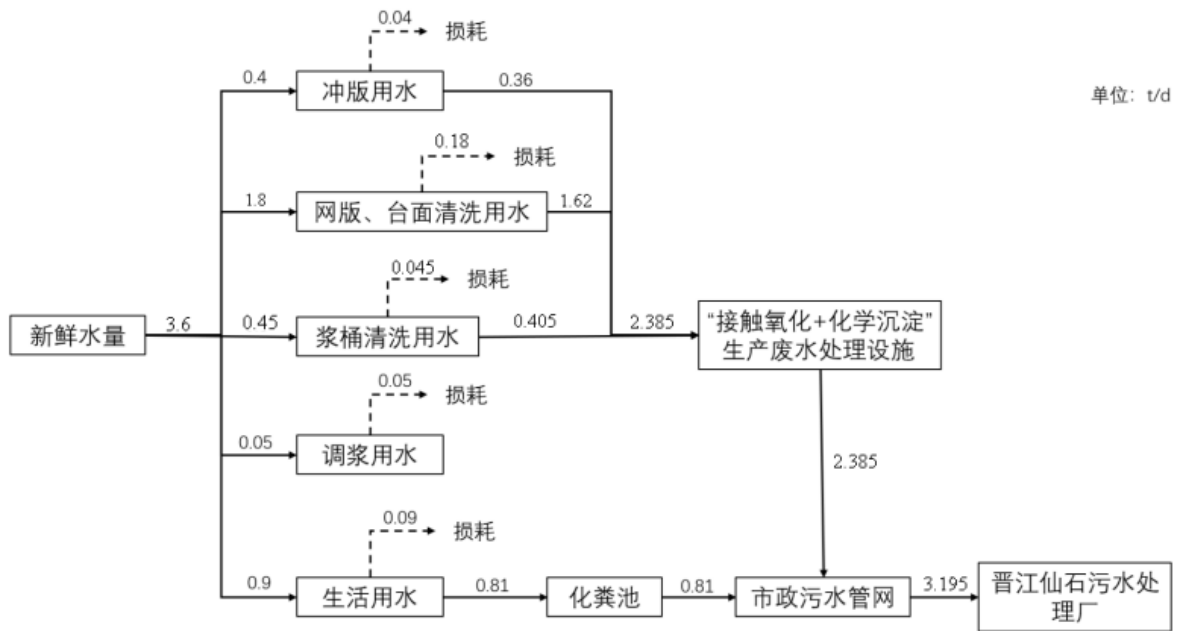 0.04
损耗
0.4
冲版用水
0.36
单位：t/d
0.18
损耗
1.8
网版、台面清洗用水
1.62
0.045
损耗
新鲜水量
3.6
0.45
浆桶清洗用水
0.405
2.385
“接触氧化+化学沉淀”
生产废水处理设施
0.05
损耗
0.05
调浆用水
2.385
0.09
损耗
0.9
生活用水
0.81
化粪池
0.81
市政污水管网
3.195
晋江仙石污水处
理厂